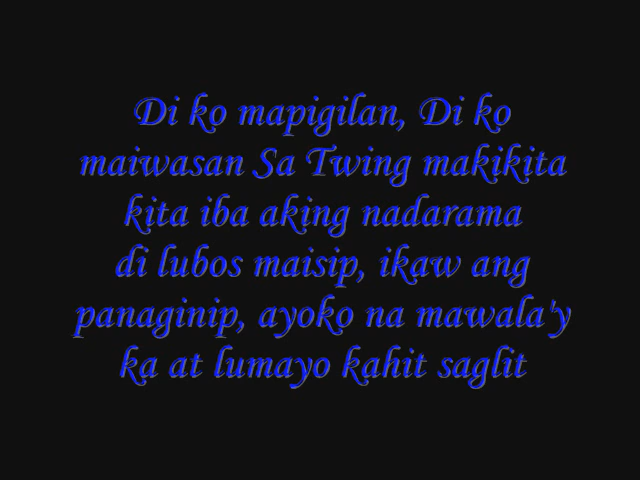 Di ko mapigilan, Di ko
maiwasan Sa Twing makikita
kita iba aking nadarama
di lubos maisip, ikaw ang
panaginip, ayoko na mawala'y
ka at lumayo kahit saglit